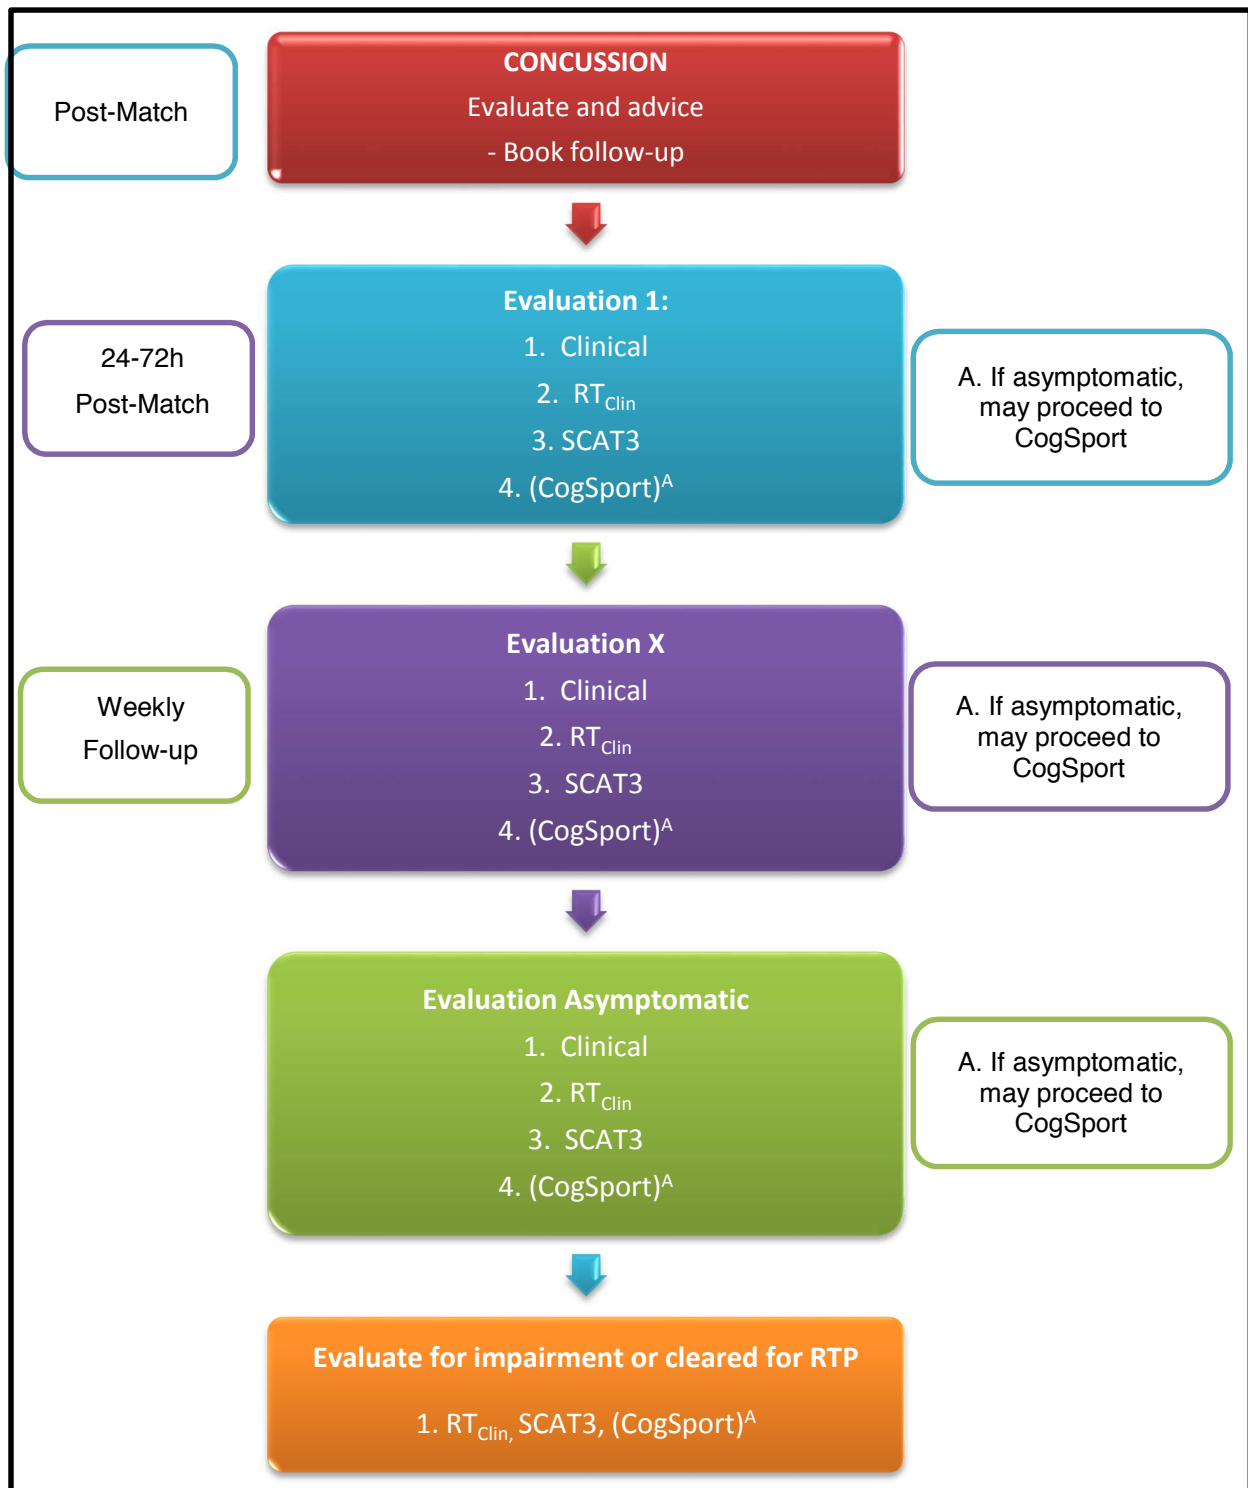 Post-Match
CONCUSSION
Evaluate and advice
- Book follow-up
24-72h
Post-Match
Evaluation 1:
1. Clinical
2. RTClin
3. SCAT3
4. (CogSport)A
A. If asymptomatic,
may proceed to
CogSport
Weekly
Follow-up
Evaluation X
1. Clinical
2. RTClin
3. SCAT3
4. (CogSport)A
A. If asymptomatic,
may proceed to
CogSport
Evaluation Asymptomatic
1. Clinical
2. RTClin
3. SCAT3
4. (CogSport)A
A. If asymptomatic,
may proceed to
CogSport
Evaluate for impairment or cleared for RTP
1. RTClin, SCAT3, (CogSport)A